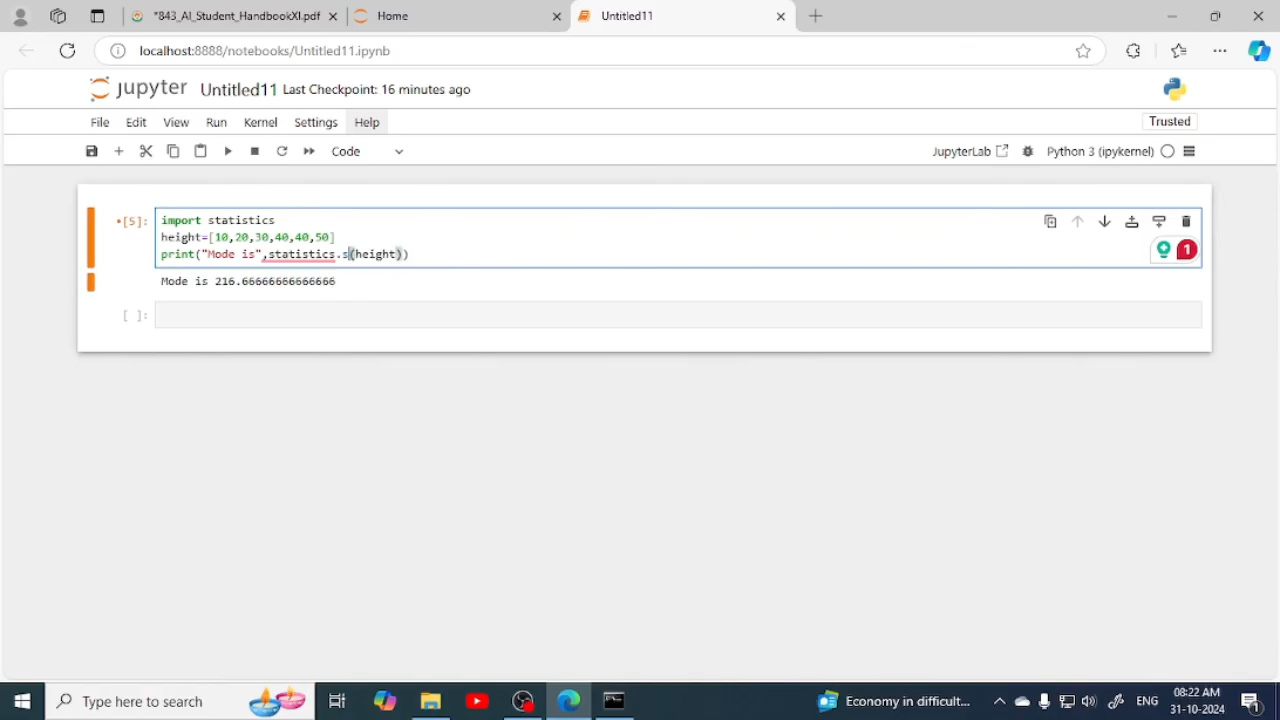 *843_AI_Student_HandbookXI.pdf
Home
Untitled11
localhost:8888/notebooks/Untitled11.ipynb
jupyter Untitled11 Last Checkpoint: 16 minutes ago
File Edit View Run Kernel Settings Help
Trusted
Code
JupyterLab
Python 3 (ipykernel)
•[5]:
import statistics
height=[10,20,30,40,40,50]
print("Mode is",statistics.s(height))
1
Mode is 216.66666666666666
[ ]:
Type here to search
Economy in difficult...
ENG
08:22 AM
31-10-2024
1